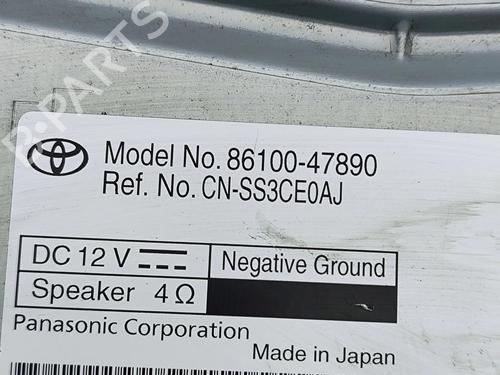 B-PARTS
Model No. 86100-47890
Ref. No. CN-SS3CE0AJ
DC 12 V
Negative Ground
Speaker 4 Ω
Panasonic Corporation
Made in Japan